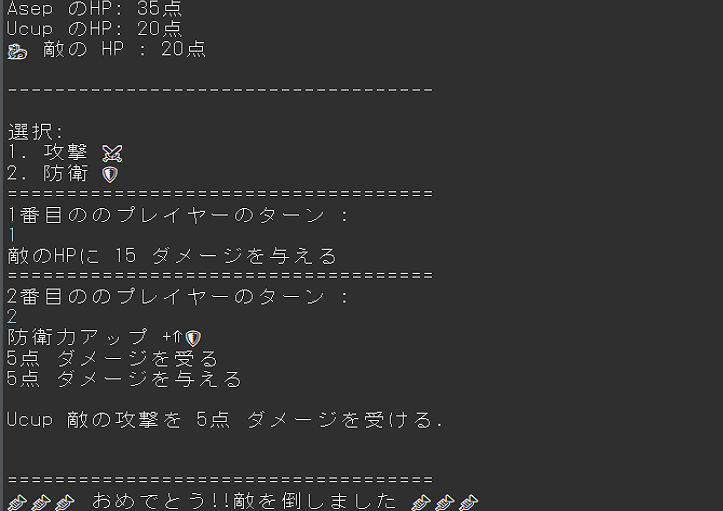 Asep のHP: 35点
Ucup のHP: 20点
🐉 敵の HP : 20点
------------------------------------
選択:
1. 攻撃 ⚔
2. 防衛 🛡
====================================
1番目ののプレイヤーのターン :
1
敵のHPに 15 ダメージを与える
====================================
2番目ののプレイヤーのターン :
2
防衛力アップ +⇑🛡
5点 ダメージを受る
5点 ダメージを与える
Ucup 敵の攻撃を 5点 ダメージを受ける.
====================================
🎉🎉🎉 おめでとう!!敵を倒しました 🎉🎉🎉